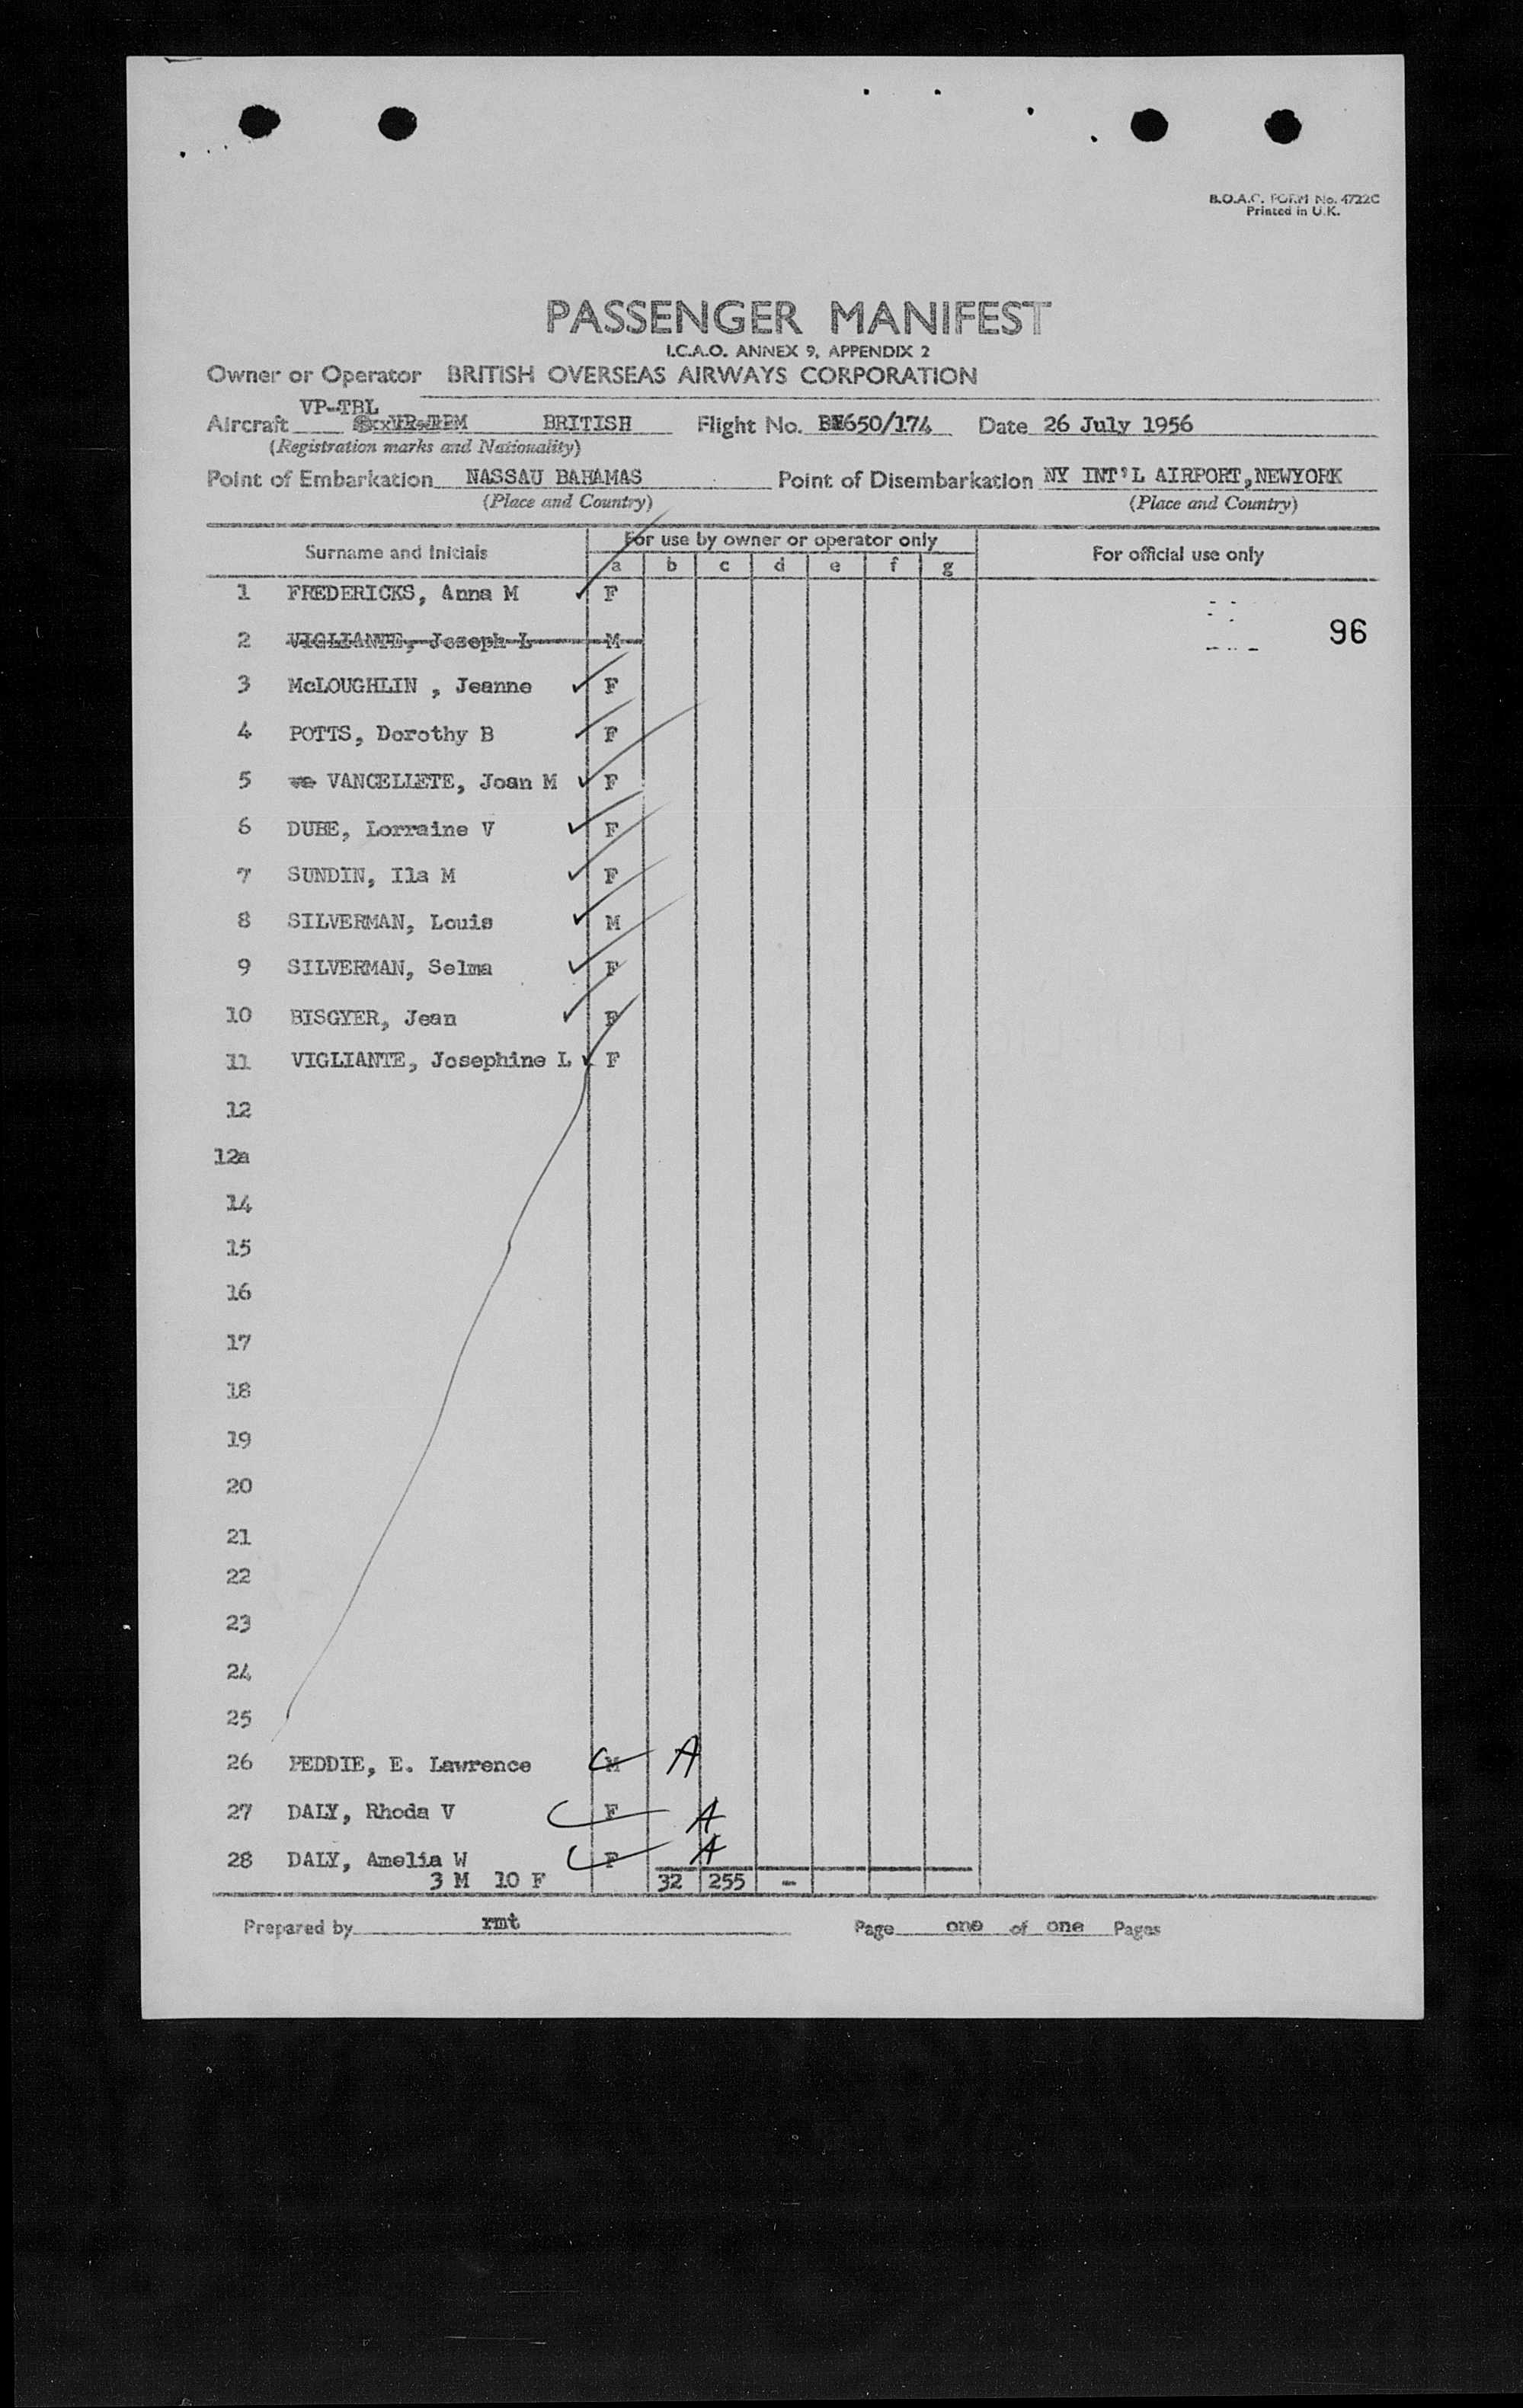 B.O.A.C. FORM No. 4722C
Printed in U.K.
PASSENGER MANIFEST
I.C.A.O. ANNEX 9, APPENDIX 2
Owner or Operator BRITISH OVERSEAS AIRWAYS CORPORATION
VP-TBL
Aircraft BRITISH Flight No. 650/174 Date 26 July 1956
(Registration marks and Nationality)
Point of Embarkation NASSAU BAHAMAS Point of Disembarkation NY INT'L AIRPORT,NEWYORK
(Place and Country) (Place and Country)
Surname and Initials For use by owner or operator only For official use only
a b c d e f g
1 FREDERICKS, Anna M F
2 VIGLIANTE, Joseph L M 96
3 McLOUGHLIN , Jeanne F
4 POTTS, Dorothy B F
5 va VANCELLETE, Joan M F
6 DUBE, Lorraine V F
7 SUNDIN, Ila M F
8 SILVERMAN, Louis M
9 SILVERMAN, Selma F
10 BISGYER, Jean F
11 VIGLIANTE, Josephine L F
12
12a
14
15
16
17
18
19
20
21
22
23
24
25
26 PEDDIE, E. Lawrence M A
27 DALY, Rhoda V F A
28 DALY, Amelia W F A
3 M 10 F 32 255 -
Prepared by rmt Page one of one Pages